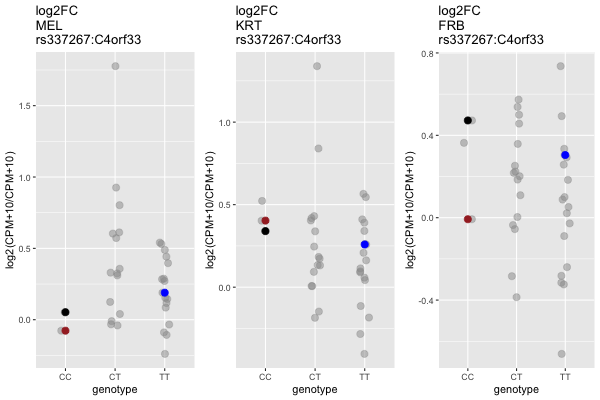 log2FC
MEL
rs337267:C4orf33
log2(CPM+10/CPM+10)
1.5
1.0
0.5
0.0
CC CT TT
genotype
log2FC
KRT
rs337267:C4orf33
log2(CPM+10/CPM+10)
1.0
0.5
0.0
CC CT TT
genotype
log2FC
FRB
rs337267:C4orf33
log2(CPM+10/CPM+10)
0.8
0.4
0.0
-0.4
CC CT TT
genotype